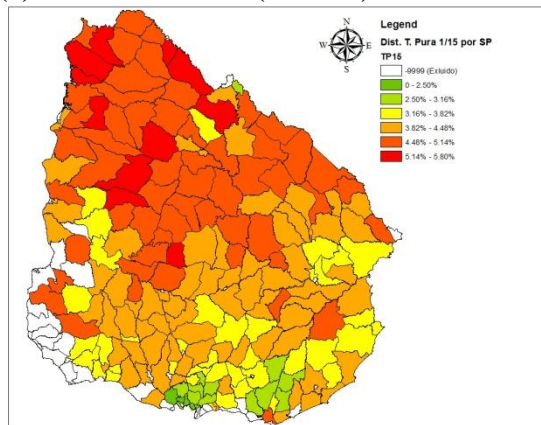 N
W E
S
Legend
Dist. T. Pura 1/15 por SP
TP15
-9999 (Exluido)
0 - 2.50%
2.50% - 3.16%
3.16% - 3.82%
3.82% - 4.48%
4.48% - 5.14%
5.14% - 5.80%